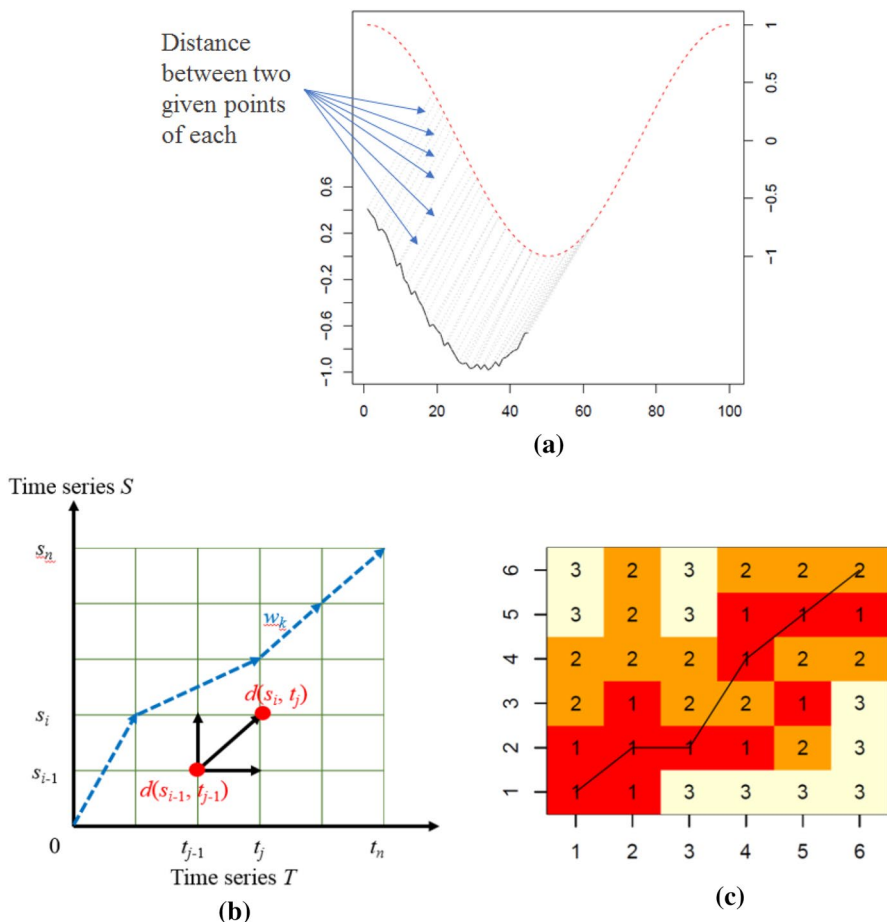 Distance
between two
given points
of each
1
0.5
0
−0.5
−1
0.6
0.2
−0.2
−0.6
−1.0
0 20 40 60 80 100
(a)
Time series S
sn
si
si-1
0
wk
d(si, tj)
d(si-1, tj-1)
tj-1 tj tn
Time series T
(b)
6 3 2 3 2 2 2
5 3 2 3 1 1 1
4 2 2 2 1 2 2
3 2 1 2 2 1 3
2 1 1 1 1 2 3
1 1 1 3 3 3 3
1 2 3 4 5 6
(c)